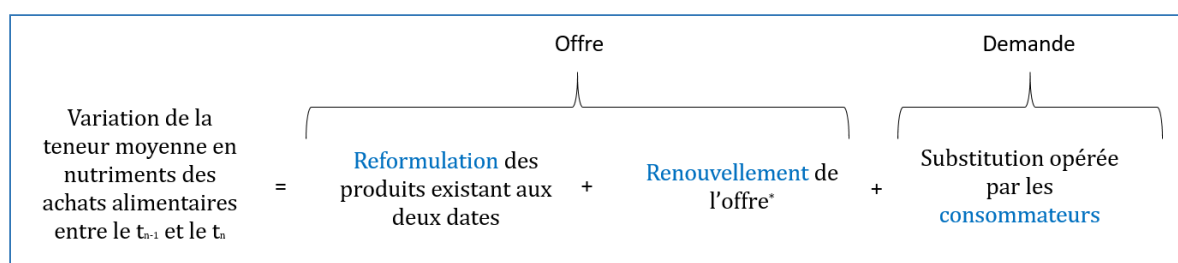 Offre
Demande
Variation de la
teneur moyenne en
nutriments des
achats alimentaires
entre le tₙ₋₁ et le tₙ
=
Reformulation des
produits existant aux
deux dates
+
Renouvellement de
l'offre*
+
Substitution opérée
par les
consommateurs